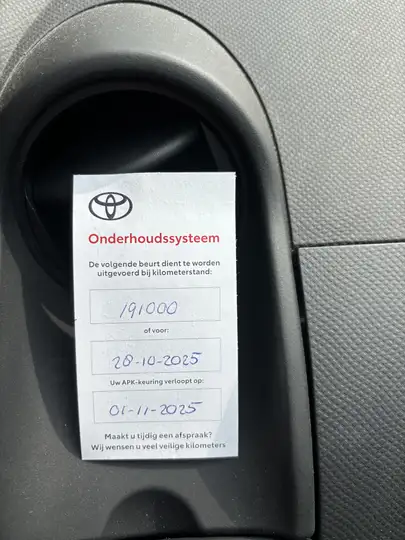 Onderhoudssysteem
De volgende beurt dient te worden
uitgevoerd bij kilometerstand:
191000
of voor:
28-10-2025
Uw APK-keuring verloopt op:
01-11-2025
Maakt u tijdig een afspraak?
Wij wensen u veel veilige kilometers